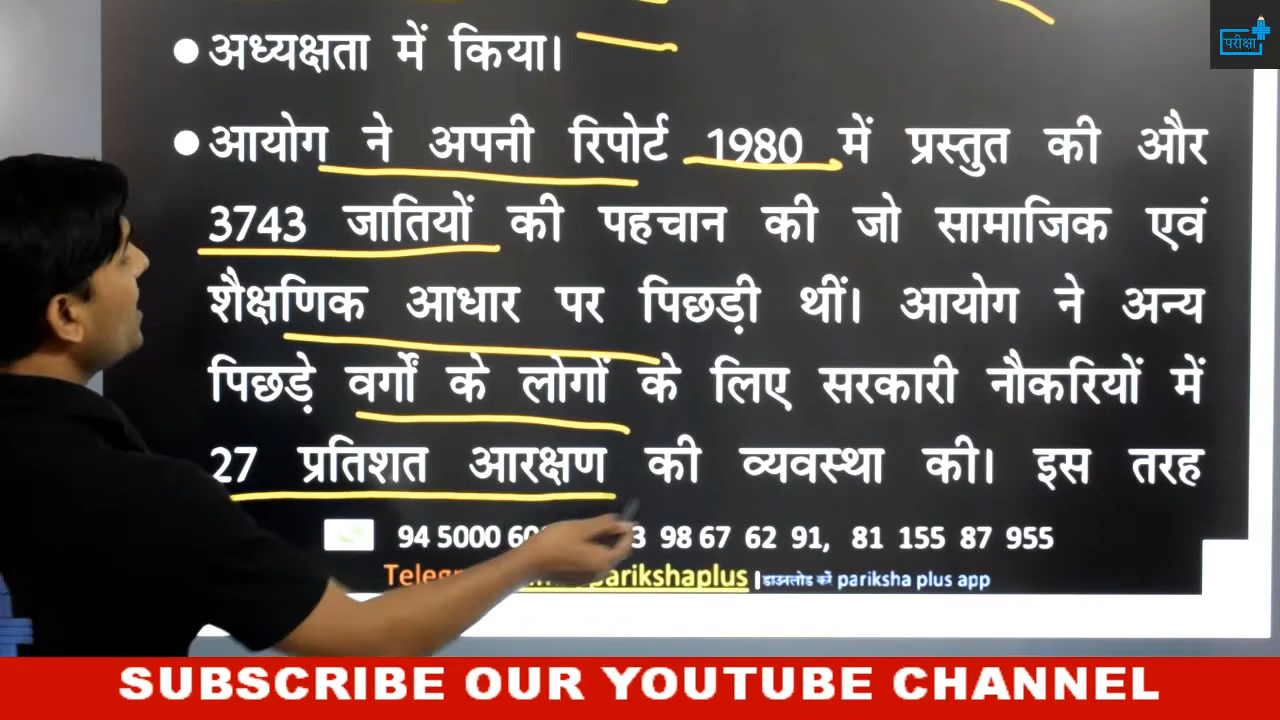 परीक्षा
अध्यक्षता में किया।
आयोग ने अपनी रिपोर्ट 1980 में प्रस्तुत की और
3743 जातियों की पहचान की जो सामाजिक एवं
शैक्षणिक आधार पर पिछड़ी थीं। आयोग ने अन्य
पिछड़े वर्गों के लोगों के लिए सरकारी नौकरियों में
27 प्रतिशत आरक्षण की व्यवस्था की। इस तरह
94 5000 98 67 62 91, 81 155 87 955
parikshaplus डाउनलोड करें pariksha plus app
SUBSCRIBE OUR YOUTUBE CHANNEL